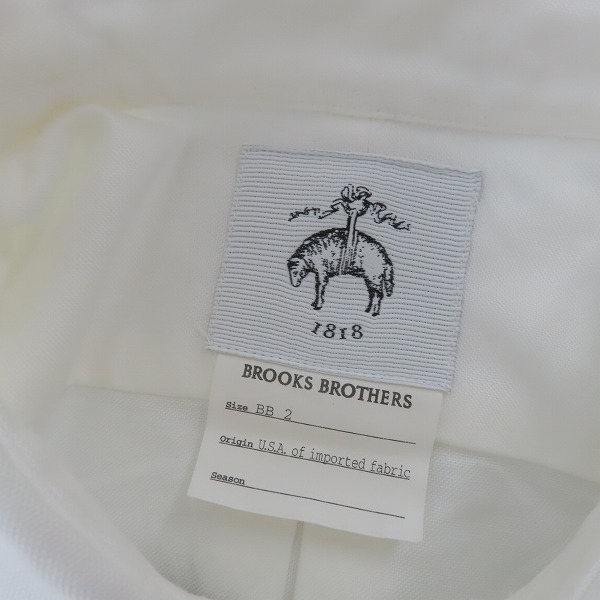 1818
BROOKS BROTHERS
Size BB 2
Origin U.S.A. of imported fabric
Season